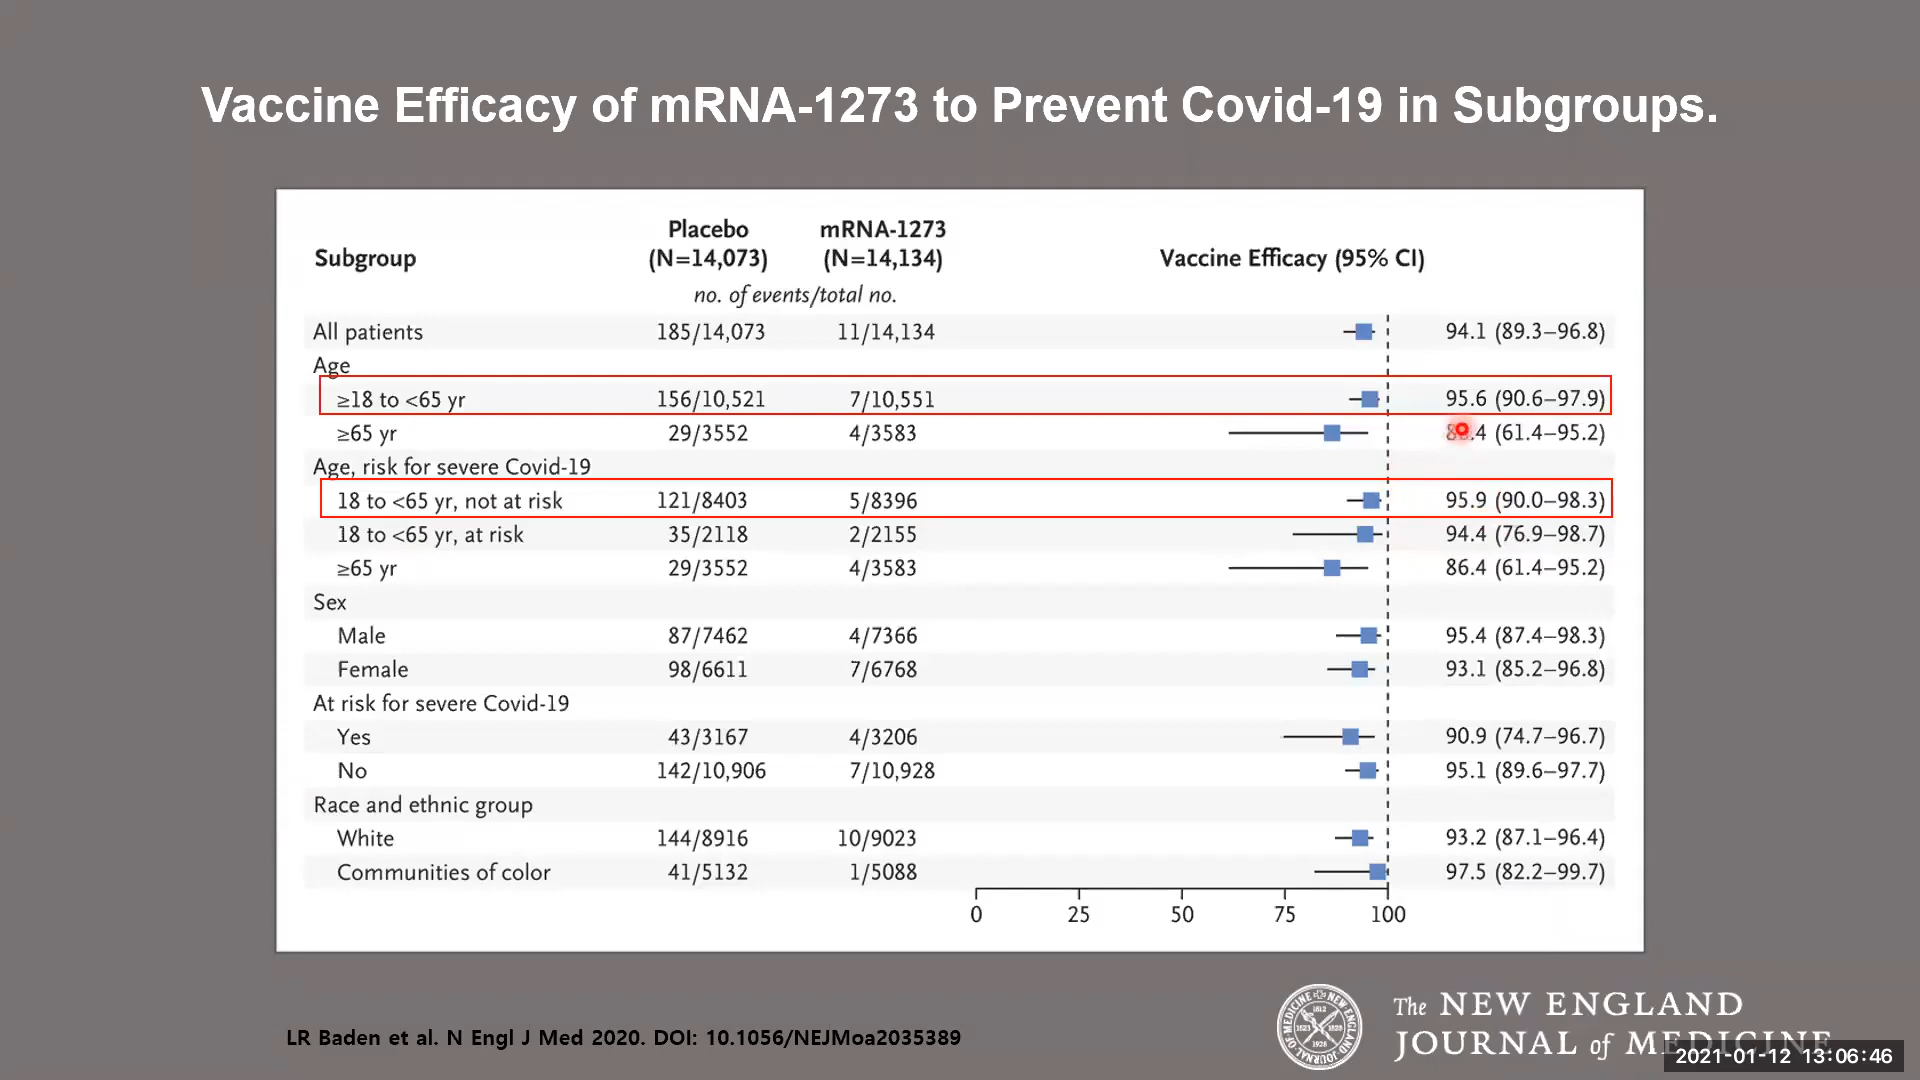 Vaccine Efficacy of mRNA-1273 to Prevent Covid-19 in Subgroups.
Subgroup Placebo (N=14,073) mRNA-1273 (N=14,134) Vaccine Efficacy (95% CI)
no. of events/total no.
All patients 185/14,073 11/14,134 94.1 (89.3–96.8)
Age
≥18 to <65 yr 156/10,521 7/10,551 95.6 (90.6–97.9)
≥65 yr 29/3552 4/3583 (61.4–95.2)
Age, risk for severe Covid-19
18 to <65 yr, not at risk 121/8403 5/8396 95.9 (90.0–98.3)
18 to <65 yr, at risk 35/2118 2/2155 94.4 (76.9–98.7)
≥65 yr 29/3552 4/3583 86.4 (61.4–95.2)
Sex
Male 87/7462 4/7366 95.4 (87.4–98.3)
Female 98/6611 7/6768 93.1 (85.2–96.8)
At risk for severe Covid-19
Yes 43/3167 4/3206 90.9 (74.7–96.7)
No 142/10,906 7/10,928 95.1 (89.6–97.7)
Race and ethnic group
White 144/8916 10/9023 93.2 (87.1–96.4)
Communities of color 41/5132 1/5088 97.5 (82.2–99.7)
0 25 50 75 100
LR Baden et al. N Engl J Med 2020. DOI: 10.1056/NEJMoa2035389
The NEW ENGLAND
JOURNAL of MEDICINE
2021-01-12 13:06:46